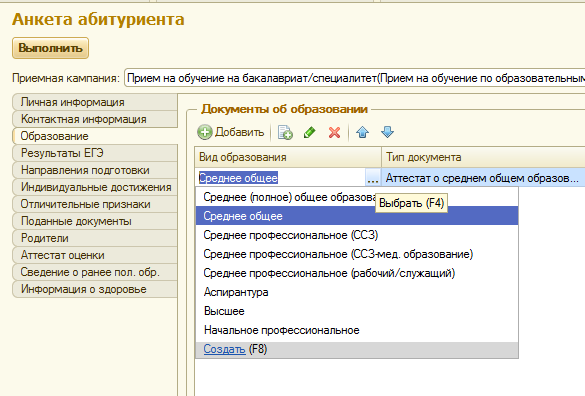 Анкета абитуриента
Выполнить
Приемная кампания: Прием на обучение на бакалавриат/специалитет(Прием на обучение по образовательным
Личная информация
Контактная информация
Образование
Результаты ЕГЭ
Направления подготовки
Индивидуальные достижения
Отличительные признаки
Поданные документы
Родители
Аттестат оценки
Сведение о ранее пол. обр.
Информация о здоровье
Документы об образовании
Добавить
Вид образования Тип документа
Среднее общее ... Аттестат о среднем общем образов...
Среднее (полное) общее образова
Выбрать (F4)
Среднее общее
Среднее профессиональное (ССЗ)
Среднее профессиональное (ССЗ-мед. образование)
Среднее профессиональное (рабочий/служащий)
Аспирантура
Высшее
Начальное профессиональное
Создать (F8)